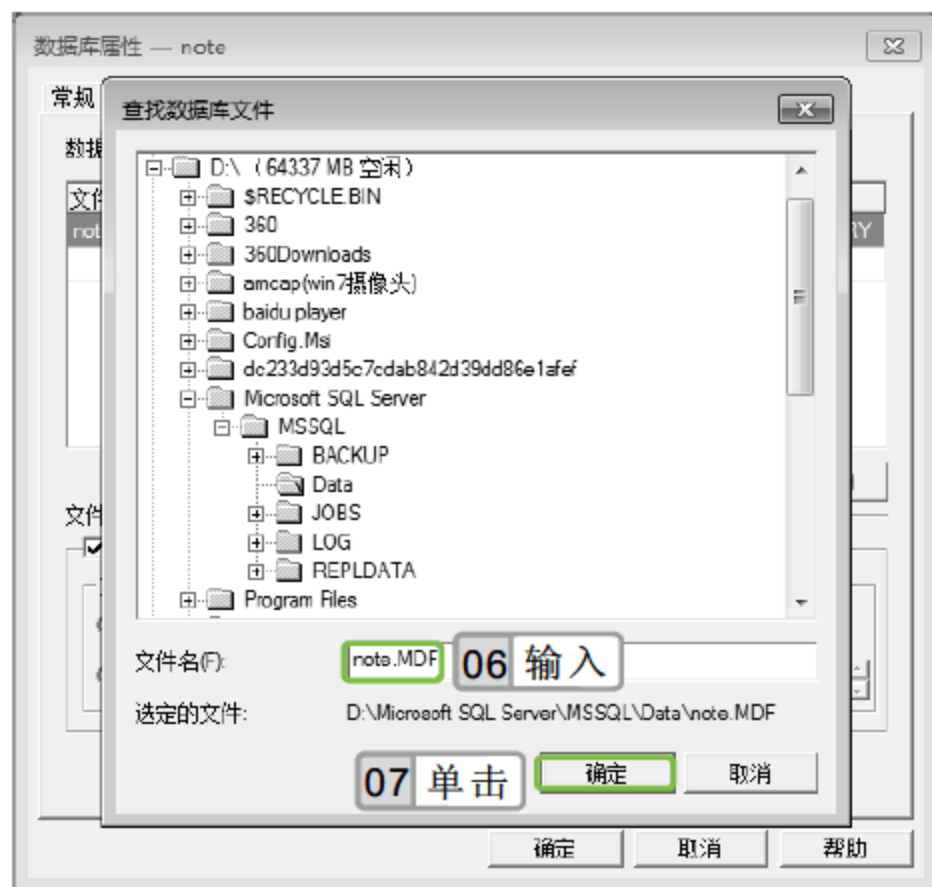 数据库属性 — note
常规
查找数据库文件
数据
文件
not
RY
D:\ （64337 MB 空闲）
$RECYCLE.BIN
360
360Downloads
amcap(win7摄像头)
baidu player
Config.Msi
dc233d93d5c7cdab842d39dd86e1afef
Microsoft SQL Server
MSSQL
BACKUP
Data
JOBS
LOG
REPLDATA
Program Files
文件
文件名(F):
note.MDF
06 输入
选定的文件:
D:\Microsoft SQL Server\MSSQL\Data\note.MDF
07 单击
确定
取消
确定
取消
帮助